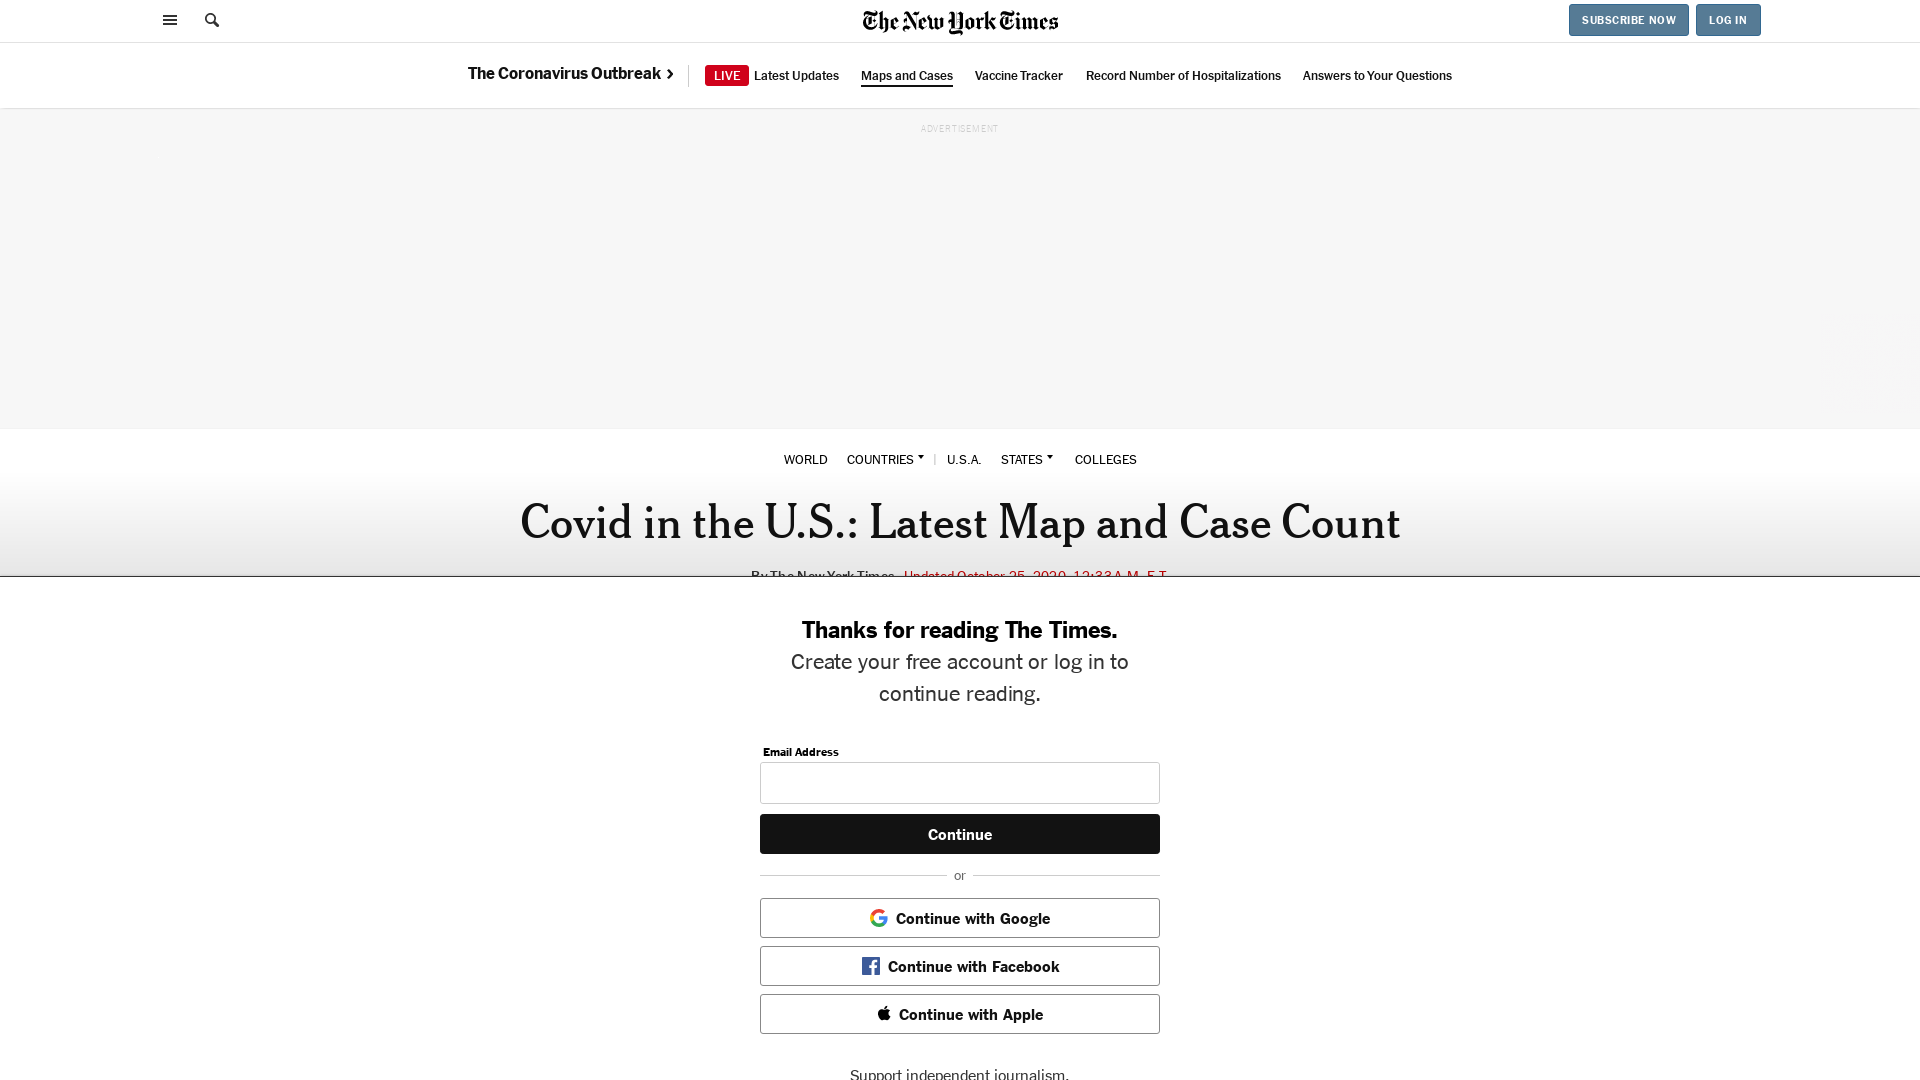 The New York Times
SUBSCRIBE NOW
LOG IN
The Coronavirus Outbreak
LIVE Latest Updates
Maps and Cases
Vaccine Tracker
Record Number of Hospitalizations
Answers to Your Questions
ADVERTISEMENT
WORLD COUNTRIES | U.S.A. STATES COLLEGES
Covid in the U.S.: Latest Map and Case Count
By The New York Times Updated October 25, 2020, 12:33 A.M. E.T.
Thanks for reading The Times.
Create your free account or log in to
continue reading.
Email Address
Continue
or
Continue with Google
Continue with Facebook
Continue with Apple
Support independent journalism.